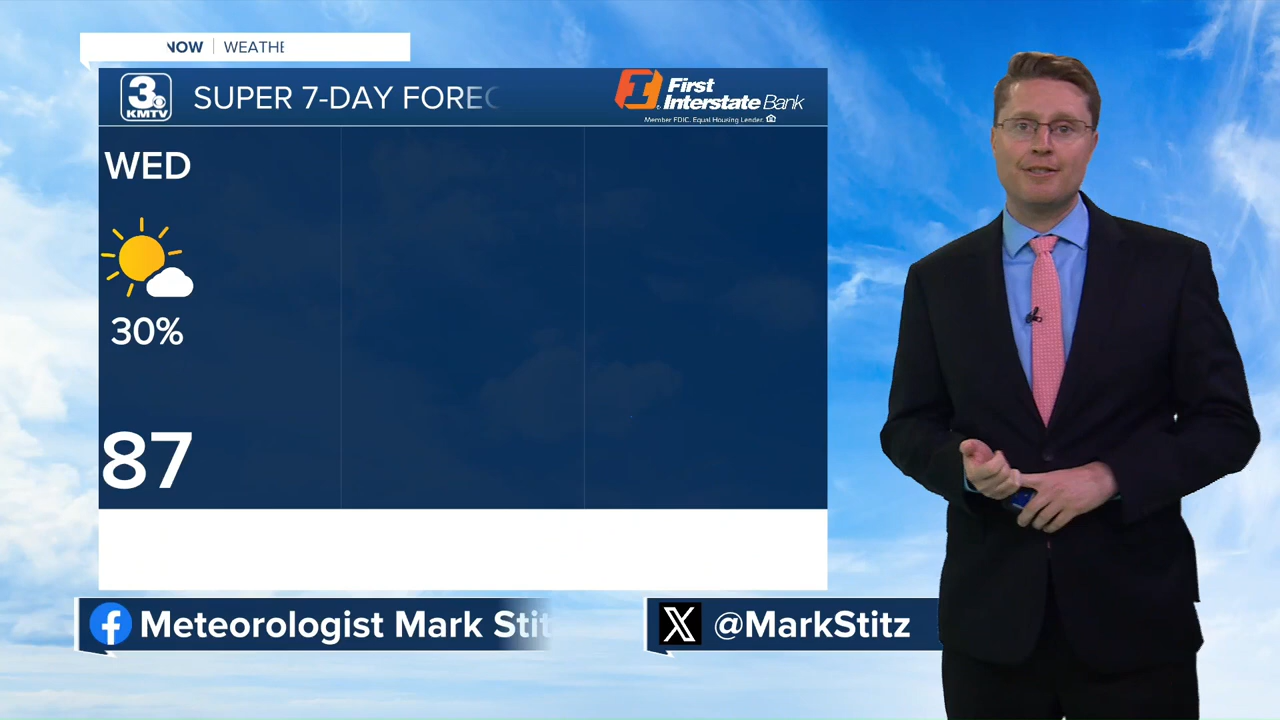 NOW | WEATHE
3 KMTV
SUPER 7-DAY FOREC
First
Interstate Bank
Member FDIC. Equal Housing Lender.
WED
30%
87
Meteorologist Mark Stit
@MarkStitz